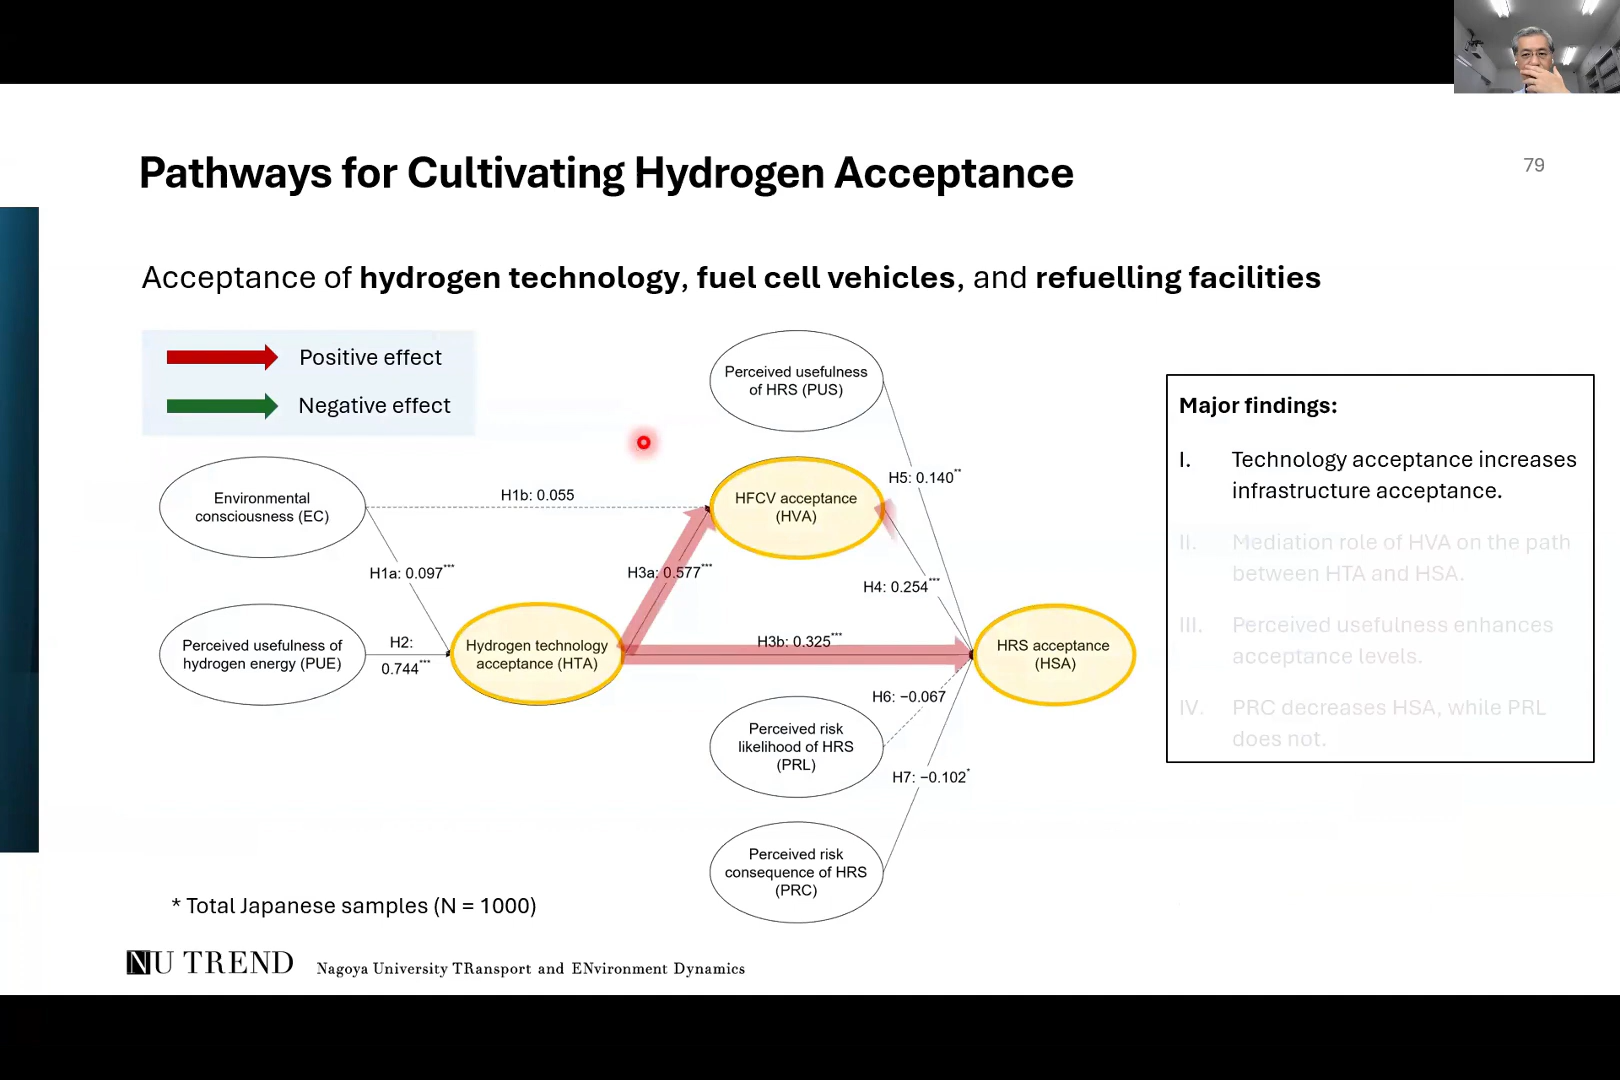 Pathways for Cultivating Hydrogen Acceptance
79
Acceptance of hydrogen technology, fuel cell vehicles, and refuelling facilities
Positive effect
Negative effect
Perceived usefulness
of HRS (PUS)
Environmental
consciousness (EC)
H1b: 0.055
HFCV acceptance
(HVA)
H5: 0.140**
H1a: 0.097***
H3a: 0.577***
H4: 0.254***
Perceived usefulness of
hydrogen energy (PUE)
H2:
0.744***
Hydrogen technology
acceptance (HTA)
H3b: 0.325***
HRS acceptance
(HSA)
H6: −0.067
Perceived risk
likelihood of HRS
(PRL)
H7: −0.102*
Perceived risk
consequence of HRS
(PRC)
Major findings:
I. Technology acceptance increases
infrastructure acceptance.
II. Mediation role of HVA on the path
between HTA and HSA.
III. Perceived usefulness enhances
acceptance levels.
IV. PRC decreases HSA, while PRL
does not.
* Total Japanese samples (N = 1000)
NU TREND Nagoya University TRansport and ENvironment Dynamics